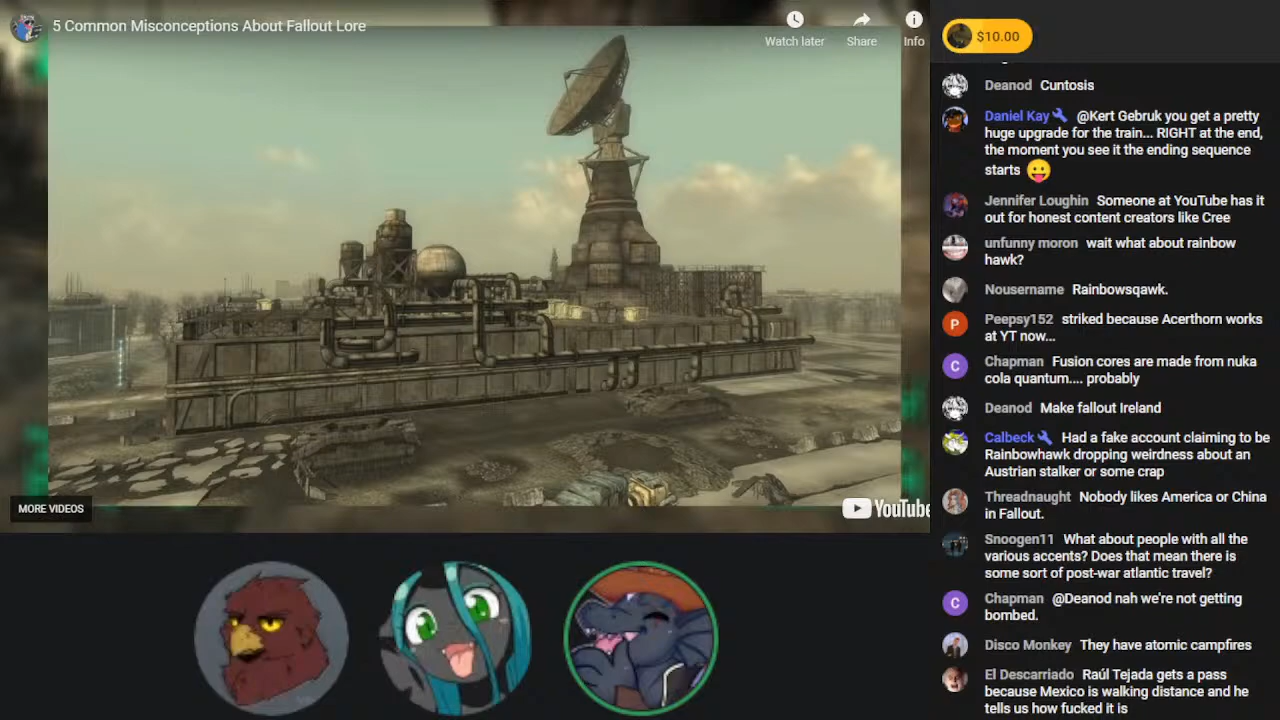 5 Common Misconceptions About Fallout Lore
Watch later
Share
Info
MORE VIDEOS
YouTube
$10.00
Deanod Cuntosis
Daniel Kay @Kert Gebruk you get a pretty
huge upgrade for the train... RIGHT at the end,
the moment you see it the ending sequence
starts
Jennifer Loughin Someone at YouTube has it
out for honest content creators like Cree
unfunny moron wait what about rainbow
hawk?
Nousername Rainbowsqawk.
P
Peepsy152 striked because Acerthorn works
at YT now...
C
Chapman Fusion cores are made from nuka
cola quantum.... probably
Deanod Make fallout Ireland
Calbeck Had a fake account claiming to be
Rainbowhawk dropping weirdness about an
Austrian stalker or some crap
Threadnaught Nobody likes America or China
in Fallout.
Snoogen11 What about people with all the
various accents? Does that mean there is
some sort of post-war atlantic travel?
C
Chapman @Deanod nah we're not getting
bombed.
Disco Monkey They have atomic campfires
El Descarriado Raúl Tejada gets a pass
because Mexico is walking distance and he
tells us how fucked it is